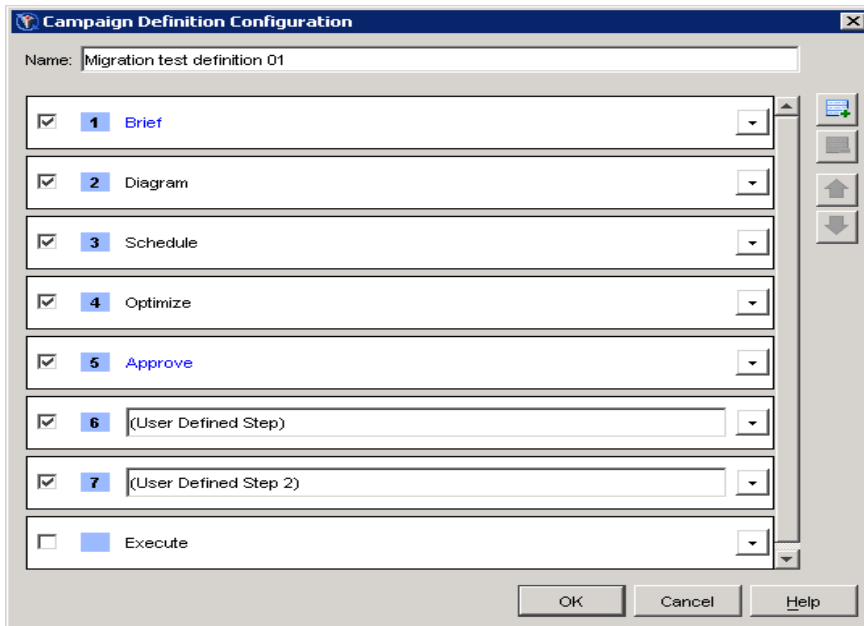 Campaign Definition Configuration
Name: Migration test definition 01
1 Brief
2 Diagram
3 Schedule
4 Optimize
5 Approve
6 (User Defined Step)
7 (User Defined Step 2)
Execute
OK Cancel Help